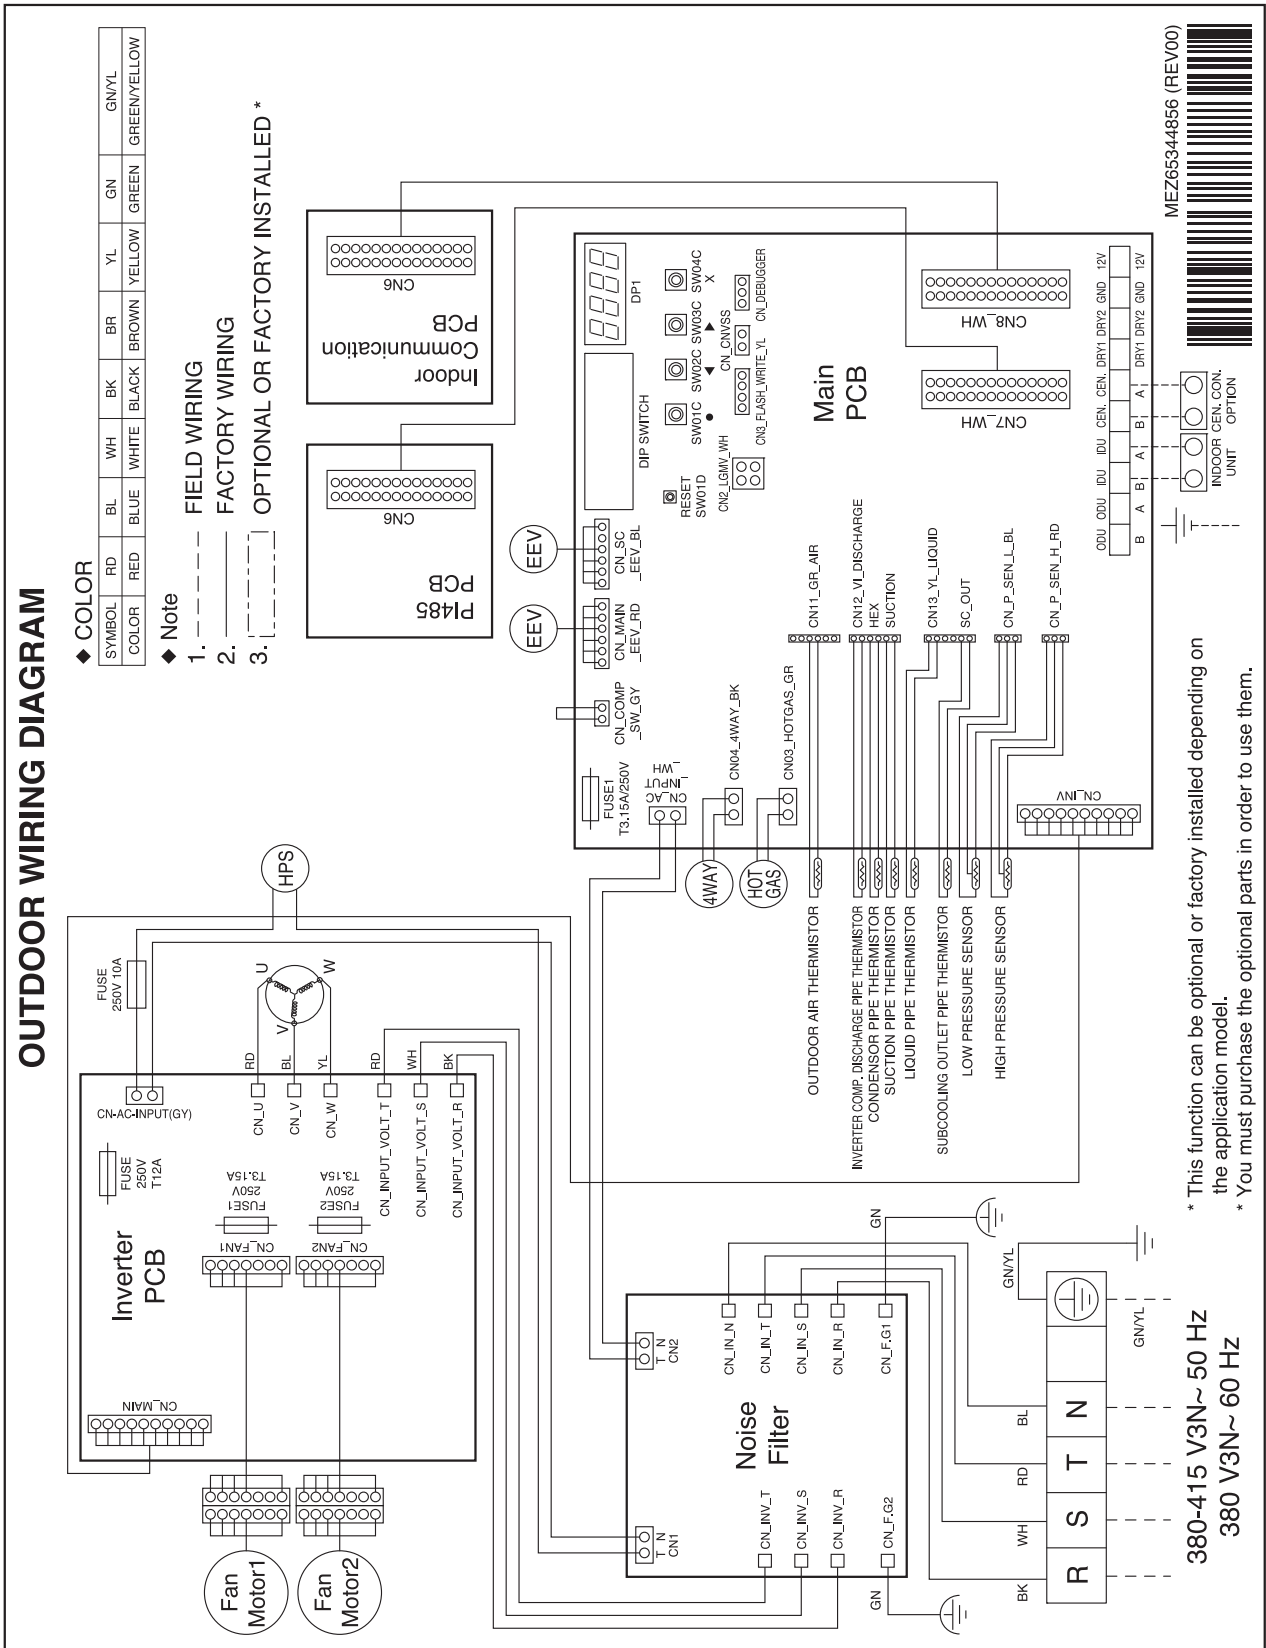 OUTDOOR WIRING DIAGRAM
◆ COLOR
SYMBOL RD BL WH BK BR YL GN GN/YL
COLOR RED BLUE WHITE BLACK BROWN YELLOW GREEN GREEN/YELLOW
◆ Note
1. FIELD WIRING
2. FACTORY WIRING
3. OPTIONAL OR FACTORY INSTALLED *
Inverter
PCB
CN_MAIN
FUSE
250V
T12A
CN-AC-INPUT(GY)
FUSE
250V 10A
HPS
CN_FAN1
FUSE1
250V
T3.15A
CN_FAN2
FUSE2
250V
T3.15A
CN_U
RD
U
CN_V
BL
V
CN_W
YL
W
CN_INPUT_VOLT_T
RD
CN_INPUT_VOLT_S
WH
CN_INPUT_VOLT_R
BK
Fan
Motor1
Fan
Motor2
PI485
PCB
CN6
Indoor
Communication
PCB
CN6
EEV
EEV
Main
PCB
FUSE1
T3.15A/250V
CN_COMP
_SW_GY
CN_MAIN
_EEV_RD
CN_SC
_EEV_BL
DIP SWITCH
DP1
RESET
SW01D
SW01C
●
SW02C
▼
SW03C
▲
SW04C
X
CN2_LGMV_WH
CN3_FLASH_WRITE_YL
CN_CNVSS
CN_DEBUGGER
CN_AC
_INPUT
_WH
CN04_4WAY_BK
4WAY
CN03_HOTGAS_GR
HOT
GAS
CN7_WH
CN8_WH
OUTDOOR AIR THERMISTOR
CN11_GR_AIR
INVERTER COMP. DISCHARGE PIPE THERMISTOR
CN12_VI_DISCHARGE
CONDENSOR PIPE THERMISTOR
HEX
SUCTION PIPE THERMISTOR
SUCTION
LIQUID PIPE THERMISTOR
CN13_YL_LIQUID
SUBCOOLING OUTLET PIPE THERMISTOR
SC_OUT
LOW PRESSURE SENSOR
CN_P_SEN_L_BL
HIGH PRESSURE SENSOR
CN_P_SEN_H_RD
CN_INV
ODU ODU IDU IDU CEN. CEN. DRY1 DRY2 GND 12V
B A B A B A DRY1 DRY2 GND 12V
INDOOR
UNIT
CEN.CON.
OPTION
Noise
Filter
T N
CN1
T N
CN2
CN_INV_T
CN_INV_S
CN_INV_R
CN_F.G2
GN
CN_IN_N
CN_IN_T
CN_IN_S
CN_IN_R
CN_F.G1
GN
BK WH RD BL GN/YL
R S T N
GN/YL
380-415 V3N~ 50 Hz
380 V3N~ 60 Hz
* This function can be optional or factory installed depending on
the application model.
* You must purchase the optional parts in order to use them.
MEZ65344856 (REV00)